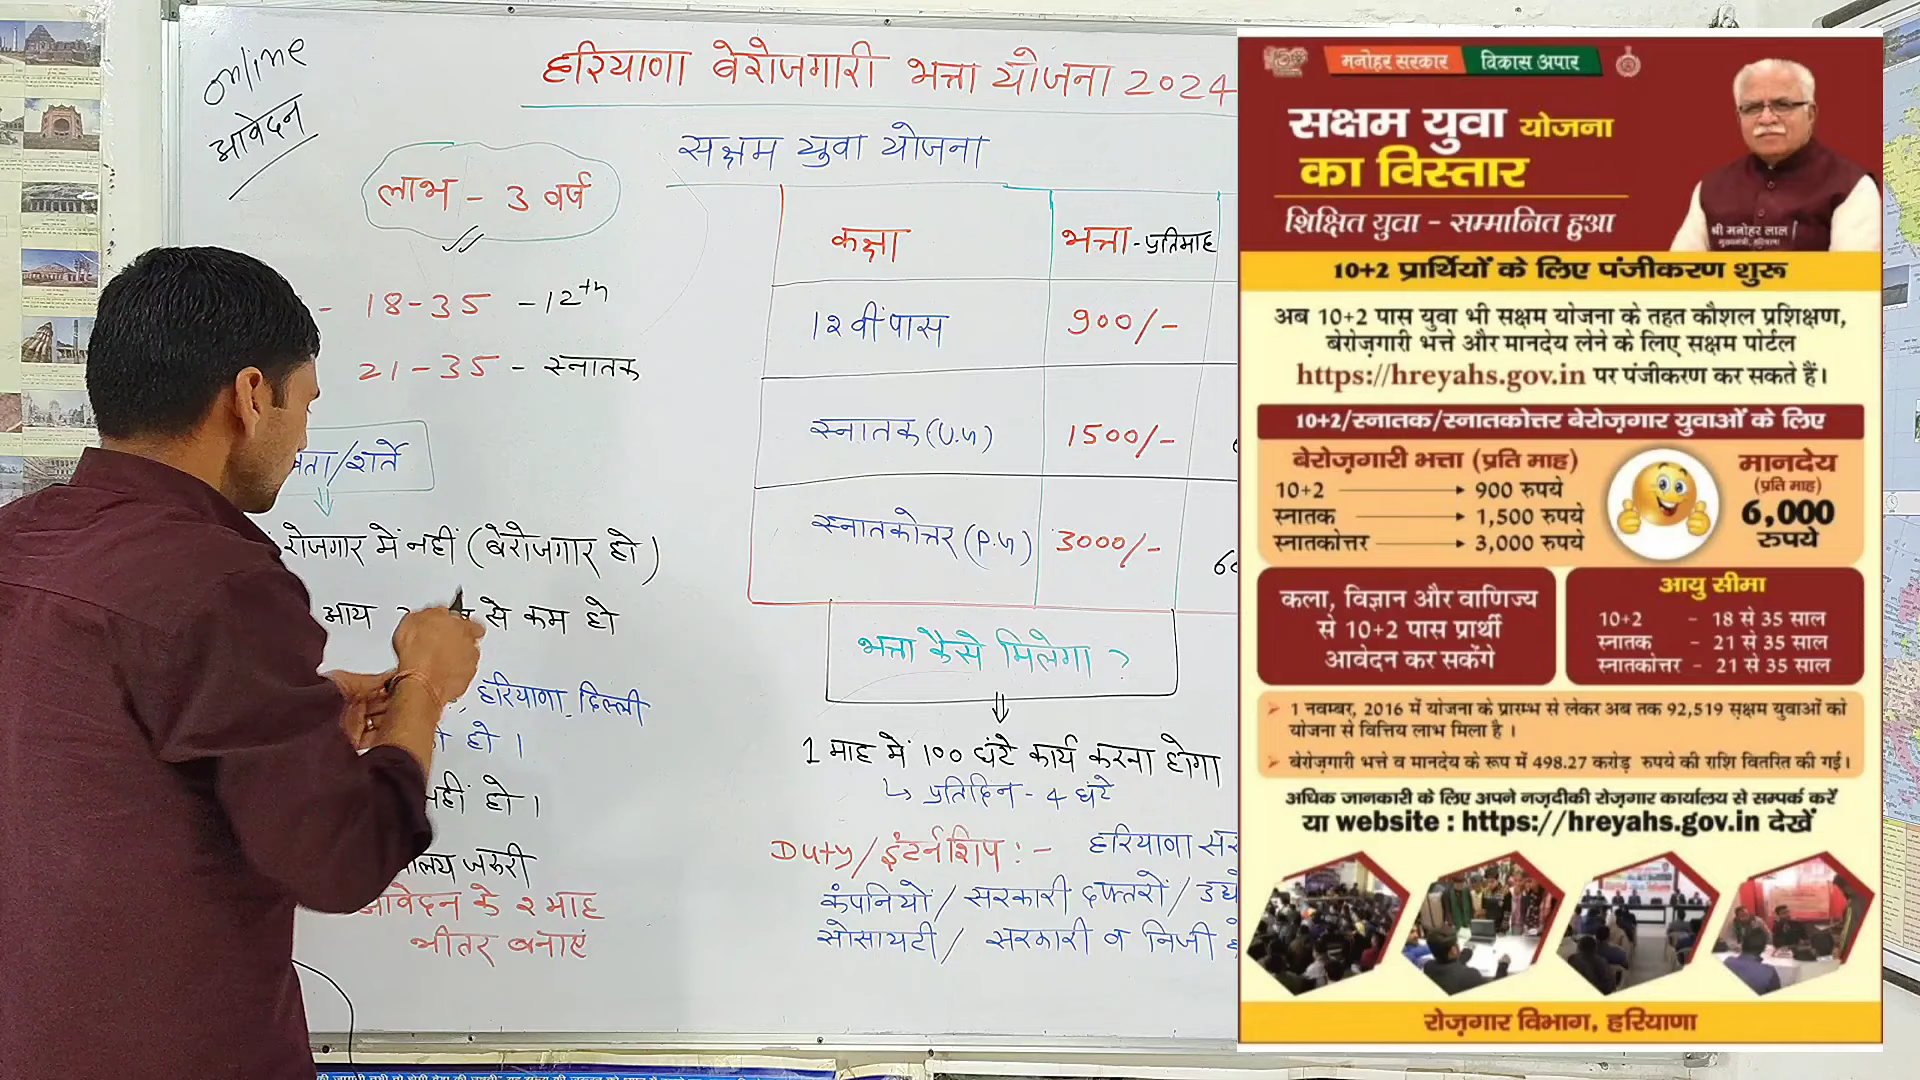 online
आवेदन
हरियाणा बेरोजगारी भत्ता योजना 2024
सक्षम युवा योजना
लाभ - 3 वर्ष
- 18-35 - 12th
21-35 - स्नातक
कक्षा
भत्ता - प्रतिमाह
12वीं पास
900/-
स्नातक (U.G)
1500/-
स्नातकोत्तर (P.G)
3000/-
/शर्ते
रोजगार में नहीं (बेरोजगार हो)
आय
से कम हो
, हरियाणा, दिल्ली
हो।
नहीं हो।
जरुरी
आवेदन के 2 माह
भीतर बनाएं
भत्ता कैसे मिलेगा ?
1 माह में 100 घंटे कार्य करना होगा
↳ प्रतिदिन - 4 घंटे
Duty/इंटर्नशिप :- हरियाणा
कंपनियों/ सरकारी दफ्तरों/
सोसायटी/ सरकारी व निजी
मनोहर सरकार विकास अपार
सक्षम युवा योजना
का विस्तार
शिक्षित युवा - सम्मानित हुआ
श्री मनोहर लाल
मुख्यमंत्री, हरियाणा
10+2 प्रार्थियों के लिए पंजीकरण शुरू
अब 10+2 पास युवा भी सक्षम योजना के तहत कौशल प्रशिक्षण,
बेरोज़गारी भत्ते और मानदेय लेने के लिए सक्षम पोर्टल
https://hreyahs.gov.in पर पंजीकरण कर सकते हैं।
10+2/स्नातक/स्नातकोत्तर बेरोज़गार युवाओं के लिए
बेरोज़गारी भत्ता (प्रति माह)
10+2 900 रुपये
स्नातक 1,500 रुपये
स्नातकोत्तर 3,000 रुपये
मानदेय
(प्रति माह)
6,000
रुपये
कला, विज्ञान और वाणिज्य
से 10+2 पास प्रार्थी
आवेदन कर सकेंगे
आयु सीमा
10+2 - 18 से 35 साल
स्नातक - 21 से 35 साल
स्नातकोत्तर - 21 से 35 साल
1 नवम्बर, 2016 में योजना के प्रारम्भ से लेकर अब तक 92,519 सक्षम युवाओं को
योजना से वित्तिय लाभ मिला है।
बेरोज़गारी भत्ते व मानदेय के रूप में 498.27 करोड़ रुपये की राशि वितरित की गई।
अधिक जानकारी के लिए अपने नज़दीकी रोज़गार कार्यालय से सम्पर्क करें
या website : https://hreyahs.gov.in देखें
रोज़गार विभाग, हरियाणा